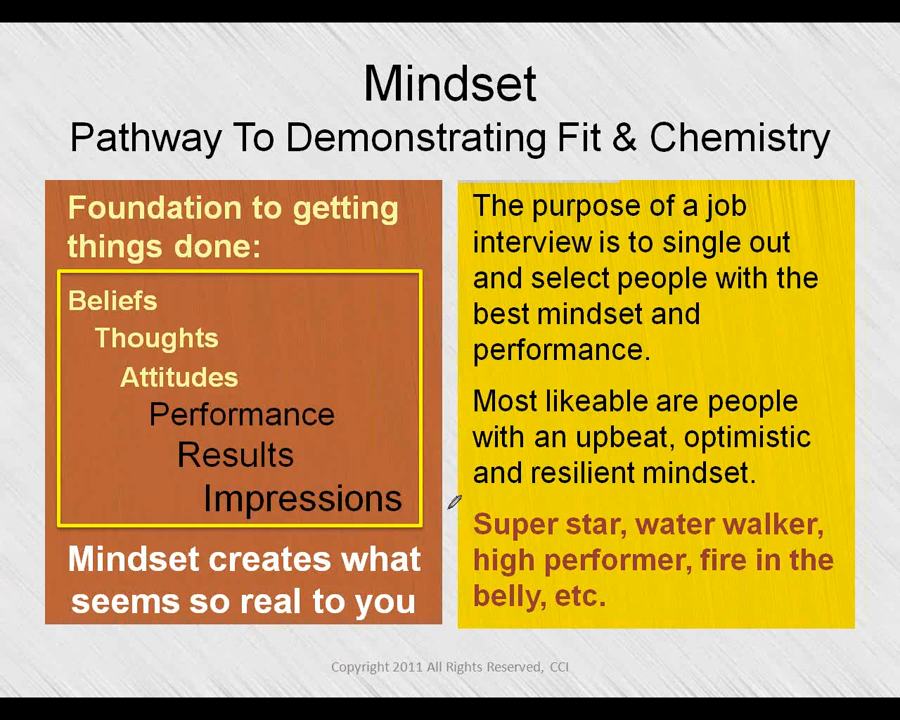 Mindset
Pathway To Demonstrating Fit & Chemistry
Foundation to getting
things done:
Beliefs
Thoughts
Attitudes
Performance
Results
Impressions
Mindset creates what
seems so real to you
The purpose of a job
interview is to single out
and select people with the
best mindset and
performance.
Most likeable are people
with an upbeat, optimistic
and resilient mindset.
Super star, water walker,
high performer, fire in the
belly, etc.
Copyright 2011 All Rights Reserved, CCI